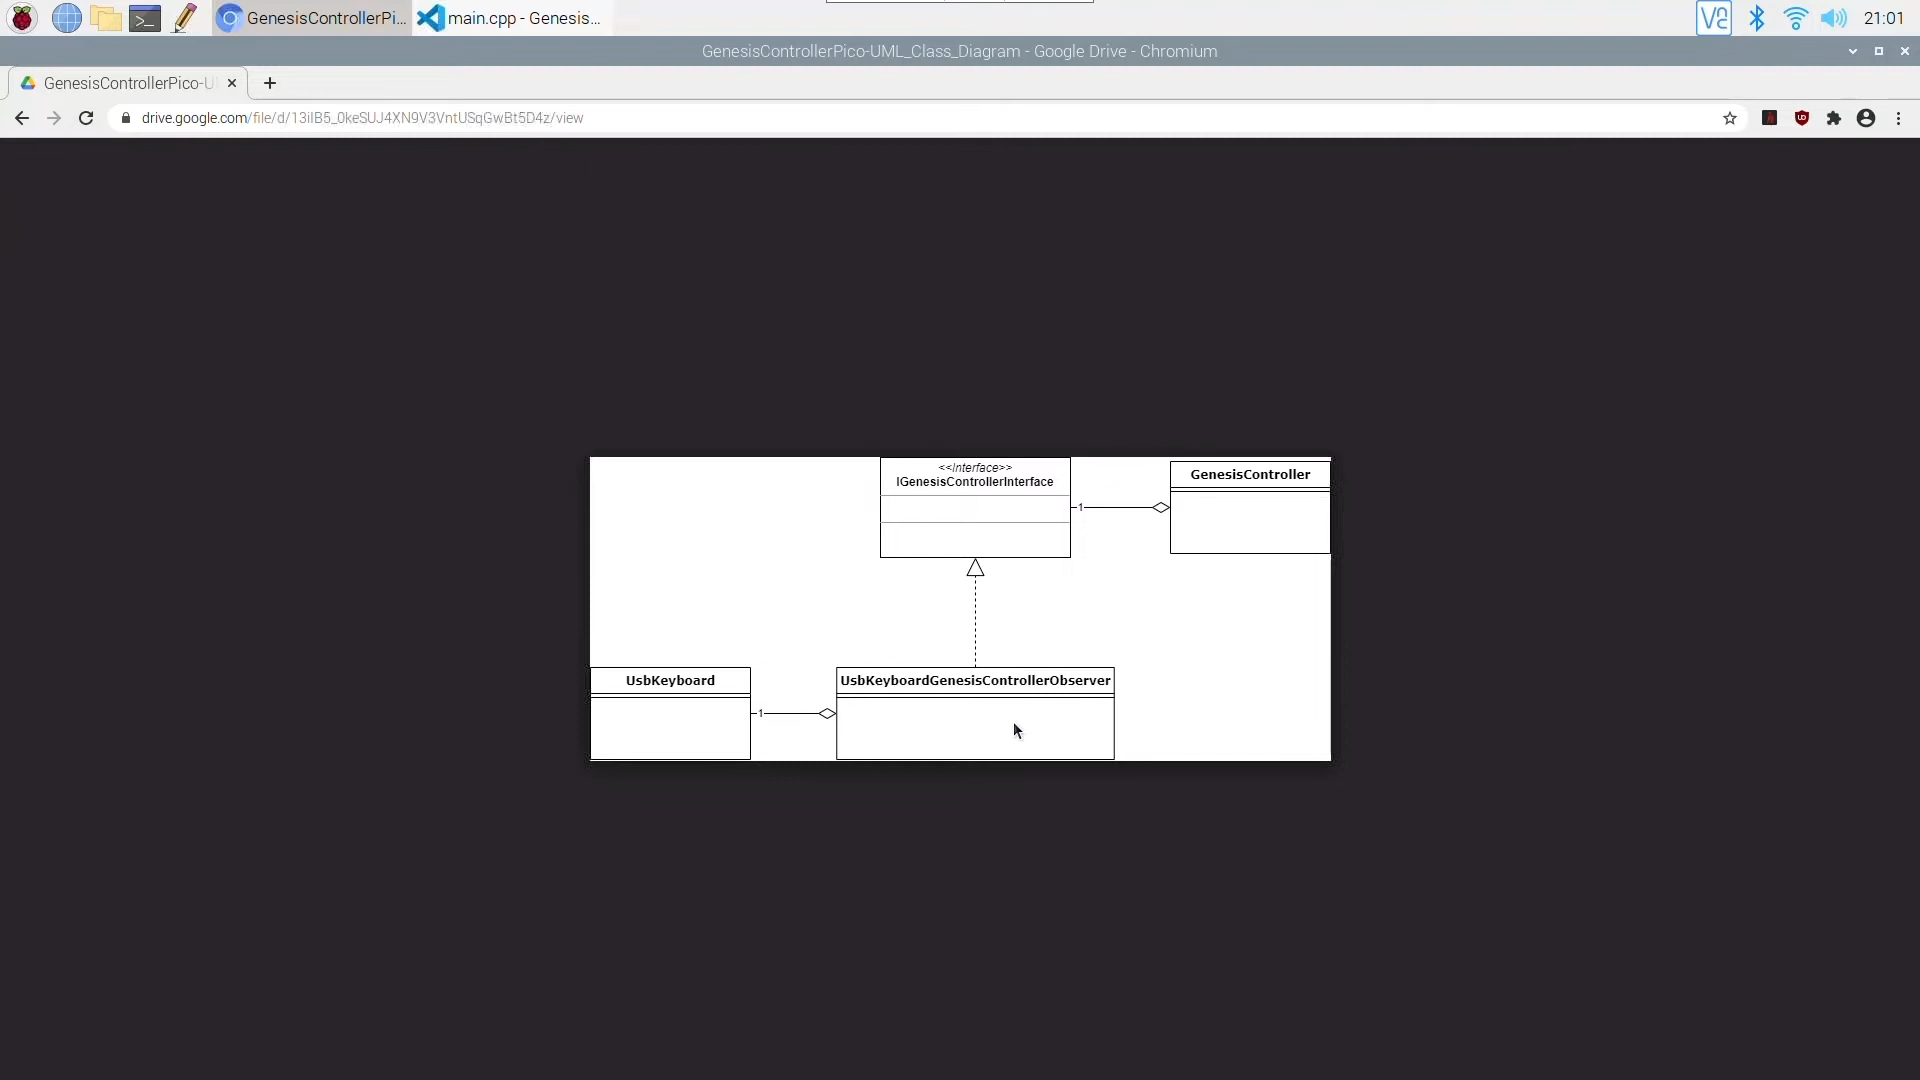 GenesisControllerPi...
main.cpp - Genesis...
21:01
GenesisControllerPico-UML_Class_Diagram - Google Drive - Chromium
GenesisControllerPico-U
drive.google.com/file/d/13ilB5_0keSUJ4XN9V3VntUSqGwBt5D4z/view
<<Interface>>
IGenesisControllerInterface
GenesisController
1
UsbKeyboard
UsbKeyboardGenesisControllerObserver
1